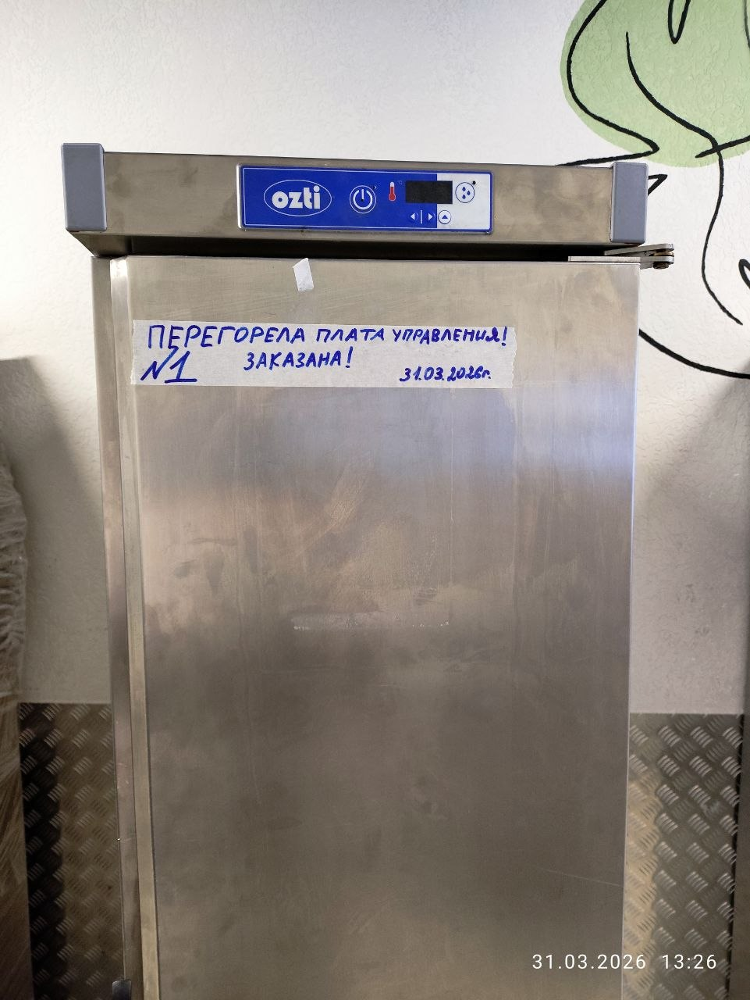 ozti
ПЕРЕГОРЕЛА ПЛАТА УПРАВЛЕНИЯ!
№1 ЗАКАЗАНА! 31.03.2026г.
31.03.2026 13:26